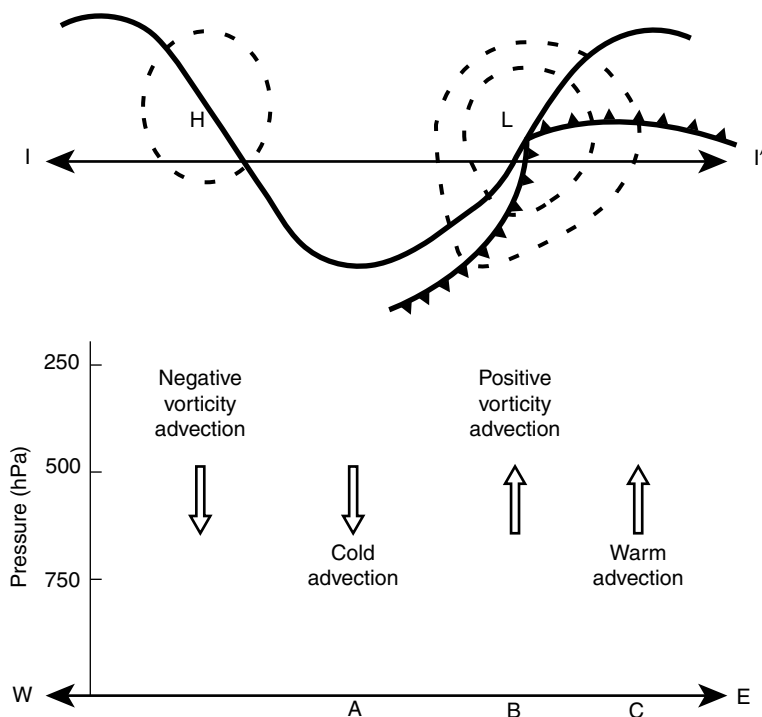 H
L
I
I′
250
500
750
Pressure (hPa)
Negative
vorticity
advection
Positive
vorticity
advection
Cold
advection
Warm
advection
W
A
B
C
E